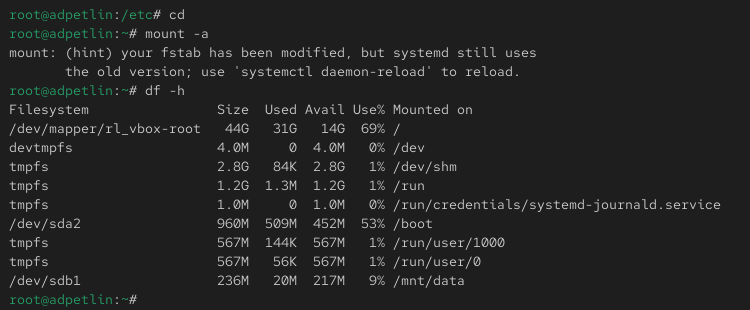 root@adpetlin:/etc# cd
root@adpetlin:~# mount -a
mount: (hint) your fstab has been modified, but systemd still uses
       the old version; use 'systemctl daemon-reload' to reload.
root@adpetlin:~# df -h
Filesystem                Size  Used Avail Use% Mounted on
/dev/mapper/rl_vbox-root   44G   31G   14G  69% /
devtmpfs                  4.0M     0  4.0M   0% /dev
tmpfs                     2.8G   84K  2.8G   1% /dev/shm
tmpfs                     1.2G  1.3M  1.2G   1% /run
tmpfs                     1.0M     0  1.0M   0% /run/credentials/systemd-journald.service
/dev/sda2                 960M  509M  452M  53% /boot
tmpfs                     567M  144K  567M   1% /run/user/1000
tmpfs                     567M   56K  567M   1% /run/user/0
/dev/sdb1                 236M   20M  217M   9% /mnt/data
root@adpetlin:~#